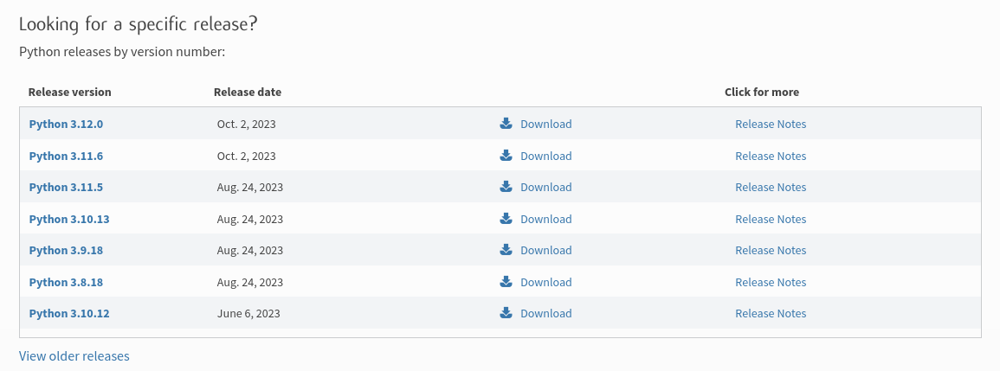 Looking for a specific release?
Python releases by version number:
Release version Release date Click for more
Python 3.12.0 Oct. 2, 2023 Download Release Notes
Python 3.11.6 Oct. 2, 2023 Download Release Notes
Python 3.11.5 Aug. 24, 2023 Download Release Notes
Python 3.10.13 Aug. 24, 2023 Download Release Notes
Python 3.9.18 Aug. 24, 2023 Download Release Notes
Python 3.8.18 Aug. 24, 2023 Download Release Notes
Python 3.10.12 June 6, 2023 Download Release Notes
View older releases